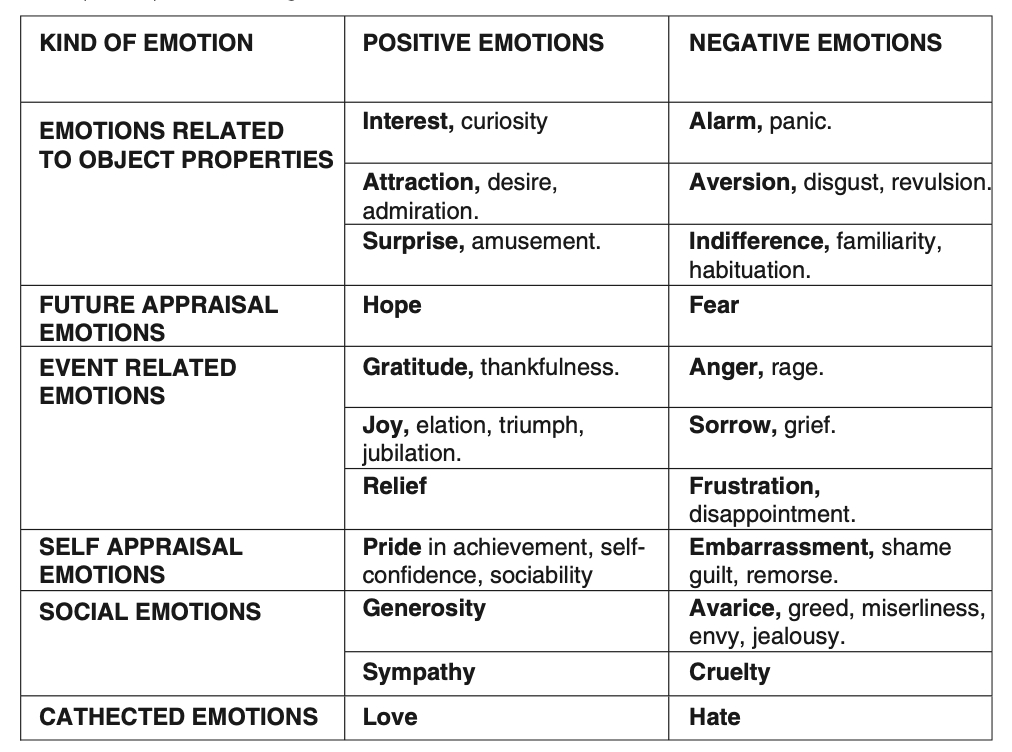 KIND OF EMOTION POSITIVE EMOTIONS NEGATIVE EMOTIONS
EMOTIONS RELATED
TO OBJECT PROPERTIES
Interest, curiosity
Alarm, panic.
Attraction, desire,
admiration.
Aversion, disgust, revulsion.
Surprise, amusement.
Indifference, familiarity,
habituation.
FUTURE APPRAISAL
EMOTIONS
Hope
Fear
EVENT RELATED
EMOTIONS
Gratitude, thankfulness.
Anger, rage.
Joy, elation, triumph,
jubilation.
Sorrow, grief.
Relief
Frustration,
disappointment.
SELF APPRAISAL
EMOTIONS
Pride in achievement, self-
confidence, sociability
Embarrassment, shame
guilt, remorse.
SOCIAL EMOTIONS
Generosity
Avarice, greed, miserliness,
envy, jealousy.
Sympathy
Cruelty
CATHECTED EMOTIONS
Love
Hate